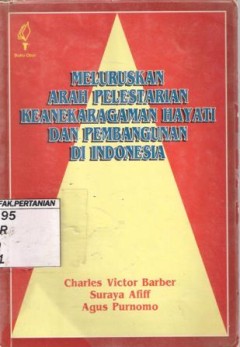 MELURUSKAN
ARAH PELESTARIAN
KEANEKARAGAMAN HAYATI
DAN PEMBANGUNAN
DI INDONESIA
FAK.PERTANIAN
95
R
1
Charles Victor Barber
Suraya Afiff
Agus Purnomo